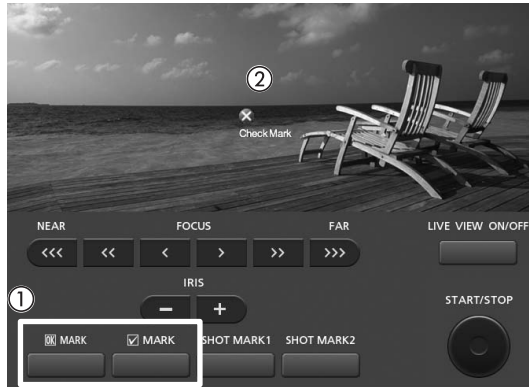 ②
Check Mark
NEAR FOCUS FAR LIVE VIEW ON/OFF
<<< << < > >> >>>
IRIS
① − + START/STOP
OK MARK ☑ MARK SHOT MARK1 SHOT MARK2